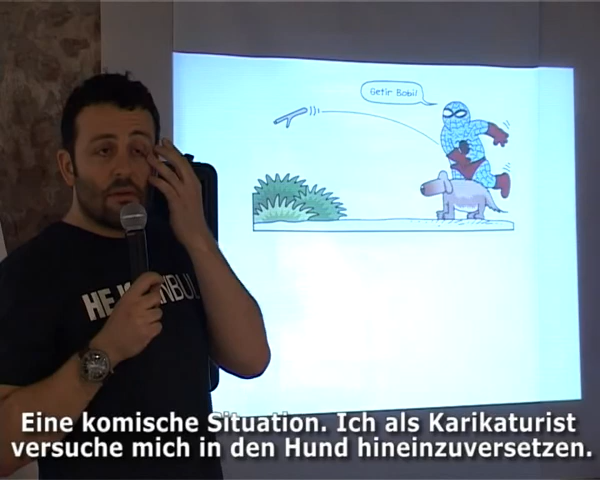 Getir Bobi!
Eine komische Situation. Ich als Karikaturist
versuche mich in den Hund hineinzuversetzen.